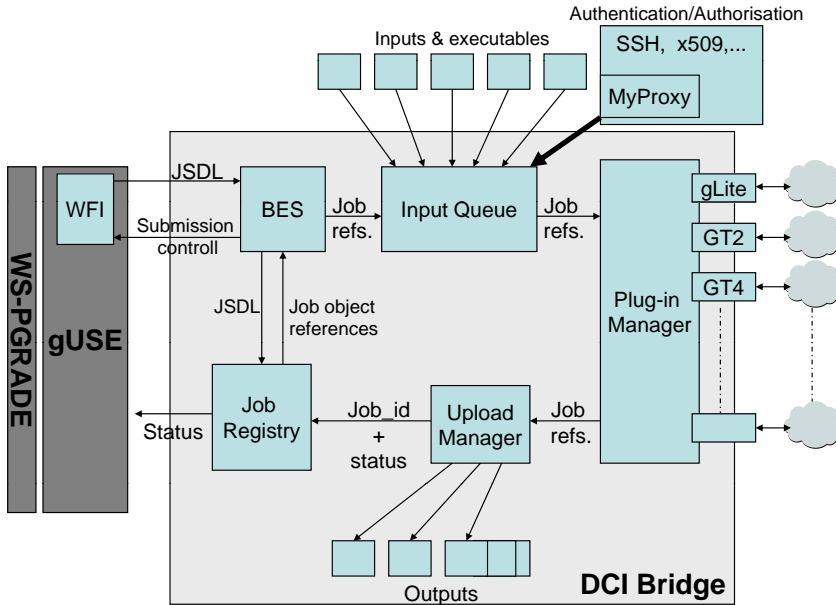 Authentication/Authorisation
Inputs & executables
SSH, x509,...
MyProxy
JSDL
WFI
BES
Job
refs.
Input Queue
Job
refs.
gLite
Submission
controll
GT2
GT4
WS-PGRADE
gUSE
JSDL
Job object
references
Plug-in
Manager
Job
Registry
Status
Job_id
+
status
Upload
Manager
Job
refs.
Outputs
DCI Bridge